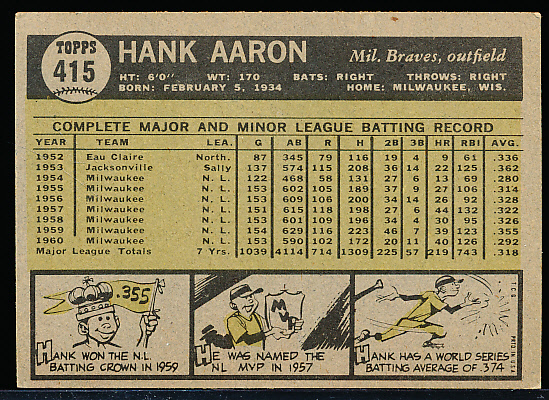 TOPPS
415
HANK AARON
Mil. Braves, outfield
HT: 6'0" WT: 170 BATS: RIGHT THROWS: RIGHT
BORN: FEBRUARY 5, 1934 HOME: MILWAUKEE, WIS.
COMPLETE MAJOR AND MINOR LEAGUE BATTING RECORD
YEAR TEAM LEA. G AB R H 2B 3B HR RBI AVG.
1952 Eau Claire North. 87 345 79 116 19 4 9 61 .336
1953 Jacksonville Sally 137 574 115 208 36 14 22 125 .362
1954 Milwaukee N. L. 122 468 58 131 27 6 13 69 .280
1955 Milwaukee N. L. 153 602 105 189 37 9 27 106 .314
1956 Milwaukee N. L. 153 609 106 200 34 14 26 92 .328
1957 Milwaukee N. L. 151 615 118 198 27 6 44 132 .322
1958 Milwaukee N. L. 153 601 109 196 34 4 30 95 .326
1959 Milwaukee N. L. 154 629 116 223 46 7 39 123 .355
1960 Milwaukee N. L. 153 590 102 172 20 11 40 126 .292
Major League Totals 7 Yrs. 1039 4114 714 1309 225 57 219 743 .318
.355
HANK WON THE N.L.
BATTING CROWN IN 1959
MVP
HE WAS NAMED THE
NL MVP IN 1957
HANK HAS A WORLD SERIES
BATTING AVERAGE OF .374